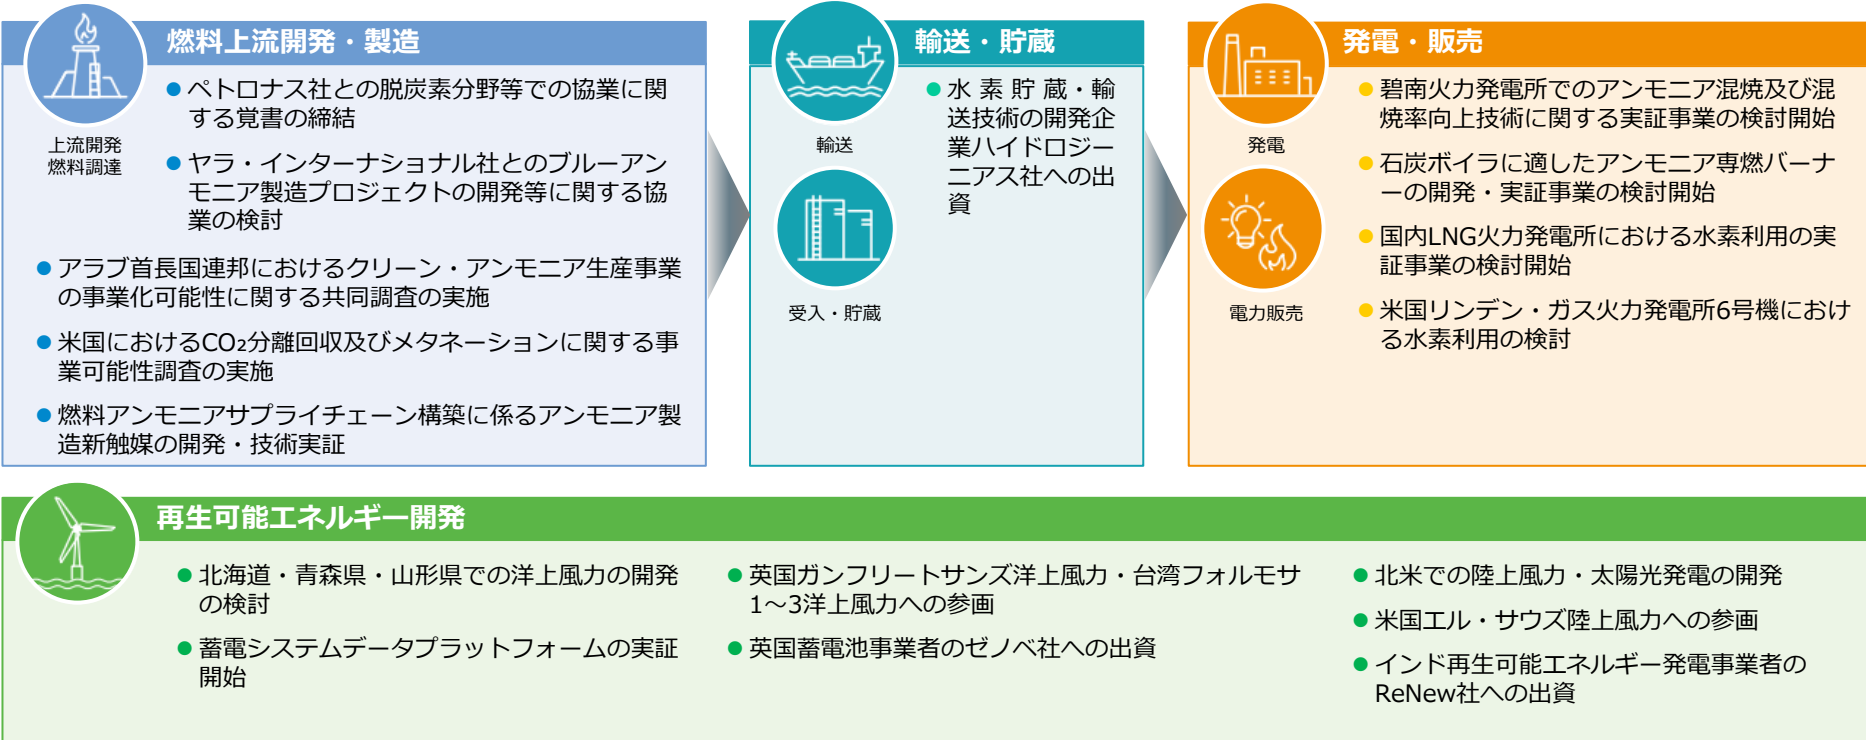 燃料上流開発・製造
上流開発
燃料調達
●ペトロナス社との脱炭素分野等での協業に関
する覚書の締結
●ヤラ・インターナショナル社とのブルーアン
モニア製造プロジェクトの開発等に関する協
業の検討
●アラブ首長国連邦におけるクリーン・アンモニア生産事業
の事業化可能性に関する共同調査の実施
●米国におけるCO₂分離回収及びメタネーションに関する事
業可能性調査の実施
●燃料アンモニアサプライチェーン構築に係るアンモニア製
造新触媒の開発・技術実証
輸送・貯蔵
輸送
受入・貯蔵
●水素貯蔵・輸
送技術の開発企
業ハイドロジー
ニアス社への出
資
発電・販売
発電
電力販売
●碧南火力発電所でのアンモニア混焼及び混
焼率向上技術に関する実証事業の検討開始
●石炭ボイラに適したアンモニア専燃バーナ
ーの開発・実証事業の検討開始
●国内LNG火力発電所における水素利用の実
証事業の検討開始
●米国リンデン・ガス火力発電所6号機におけ
る水素利用の検討
再生可能エネルギー開発
●北海道・青森県・山形県での洋上風力の開発
の検討
●蓄電システムデータプラットフォームの実証
開始
●英国ガンフリートサンズ洋上風力・台湾フォルモサ
1～3洋上風力への参画
●英国蓄電池事業者のゼノベ社への出資
●北米での陸上風力・太陽光発電の開発
●米国エル・サウズ陸上風力への参画
●インド再生可能エネルギー発電事業者の
ReNew社への出資